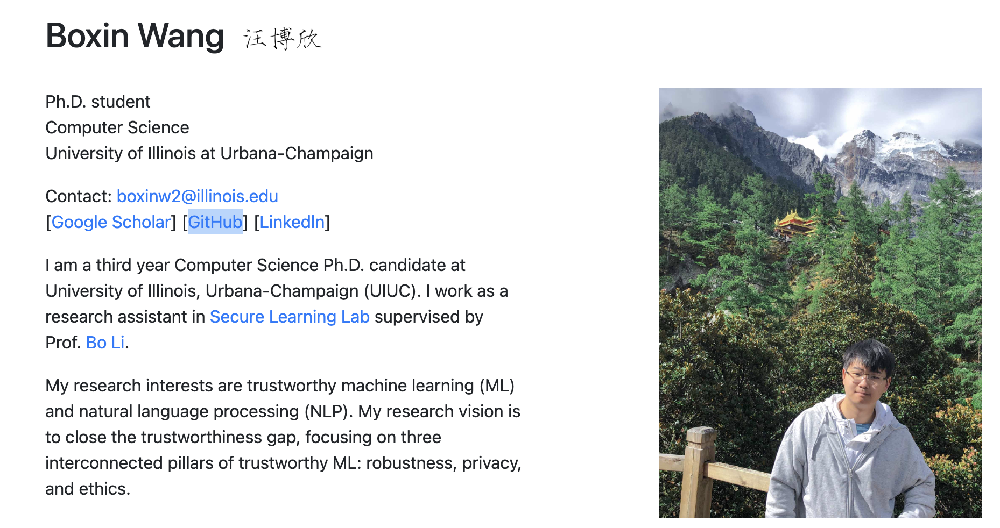 Boxin Wang 汪博欣
Ph.D. student
Computer Science
University of Illinois at Urbana-Champaign
Contact: boxinw2@illinois.edu
[Google Scholar] [GitHub] [LinkedIn]
I am a third year Computer Science Ph.D. candidate at
University of Illinois, Urbana-Champaign (UIUC). I work as a
research assistant in Secure Learning Lab supervised by
Prof. Bo Li.
My research interests are trustworthy machine learning (ML)
and natural language processing (NLP). My research vision is
to close the trustworthiness gap, focusing on three
interconnected pillars of trustworthy ML: robustness, privacy,
and ethics.